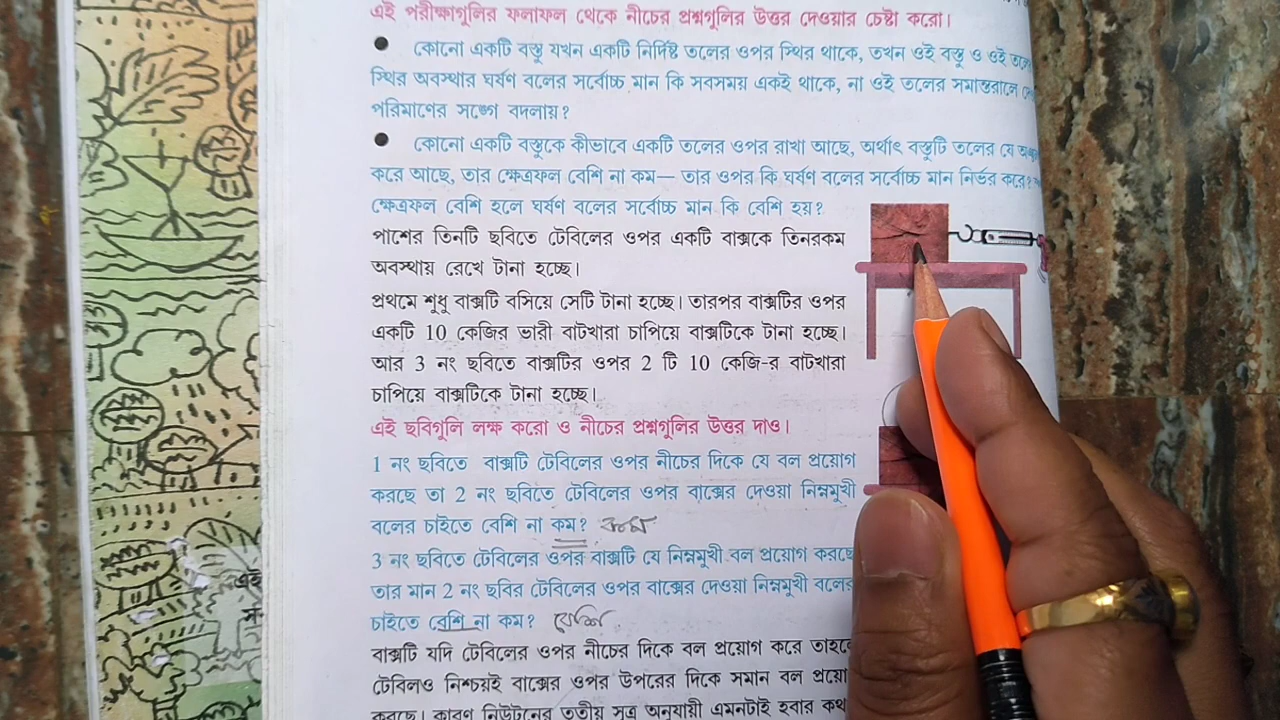 এই পরীক্ষাগুলির ফলাফল থেকে নীচের প্রশ্নগুলির উত্তর দেওয়ার চেষ্টা করো।
● কোনো একটি বস্তু যখন একটি নির্দিষ্ট তলের ওপর স্থির থাকে, তখন ওই বস্তু ও ওই
স্থির অবস্থার ঘর্ষণ বলের সর্বোচ্চ মান কি সবসময় একই থাকে, না ওই তলের সমান্তরালে
পরিমাণের সঙ্গে বদলায়?
● কোনো একটি বস্তুকে কীভাবে একটি তলের ওপর রাখা আছে, অর্থাৎ বস্তুটি তলের যে
করে আছে, তার ক্ষেত্রফল বেশি না কম— তার ওপর কি ঘর্ষণ বলের সর্বোচ্চ মান নির্ভর করে?
ক্ষেত্রফল বেশি হলে ঘর্ষণ বলের সর্বোচ্চ মান কি বেশি হয়?
পাশের তিনটি ছবিতে টেবিলের ওপর একটি বাক্সকে তিনরকম
অবস্থায় রেখে টানা হচ্ছে।
প্রথমে শুধু বাক্সটি বসিয়ে সেটি টানা হচ্ছে। তারপর বাক্সটির ওপর
একটি 10 কেজির ভারী বাটখারা চাপিয়ে বাক্সটিকে টানা হচ্ছে।
আর 3 নং ছবিতে বাক্সটির ওপর 2 টি 10 কেজি-র বাটখারা
চাপিয়ে বাক্সটিকে টানা হচ্ছে।
এই ছবিগুলি লক্ষ করো ও নীচের প্রশ্নগুলির উত্তর দাও।
1 নং ছবিতে বাক্সটি টেবিলের ওপর নীচের দিকে যে বল প্রয়োগ
করছে তা 2 নং ছবিতে টেবিলের ওপর বাক্সের দেওয়া নিম্নমুখী
বলের চাইতে বেশি না কম? কম
3 নং ছবিতে টেবিলের ওপর বাক্সটি যে নিম্নমুখী বল প্রয়োগ করছে
তার মান 2 নং ছবির টেবিলের ওপর বাক্সের দেওয়া নিম্নমুখী বলের
চাইতে বেশি না কম? বেশি
বাক্সটি যদি টেবিলের ওপর নীচের দিকে বল প্রয়োগ করে তাহলে
টেবিলও নিশ্চয়ই বাক্সের ওপর উপরের দিকে সমান বল
করছে। কারণ নিউটনের তৃতীয় সূত্র অনুযায়ী এমনটাই হবার